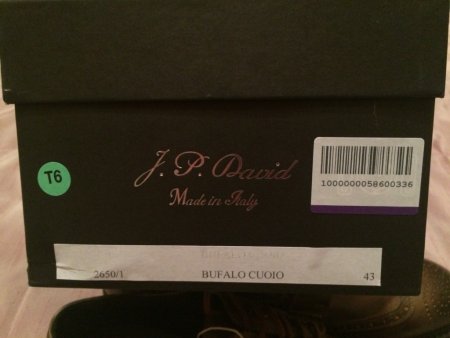 J. P. David
Made in Italy
T6
1000000058600336
2650/1 BUFALO CUOIO 43